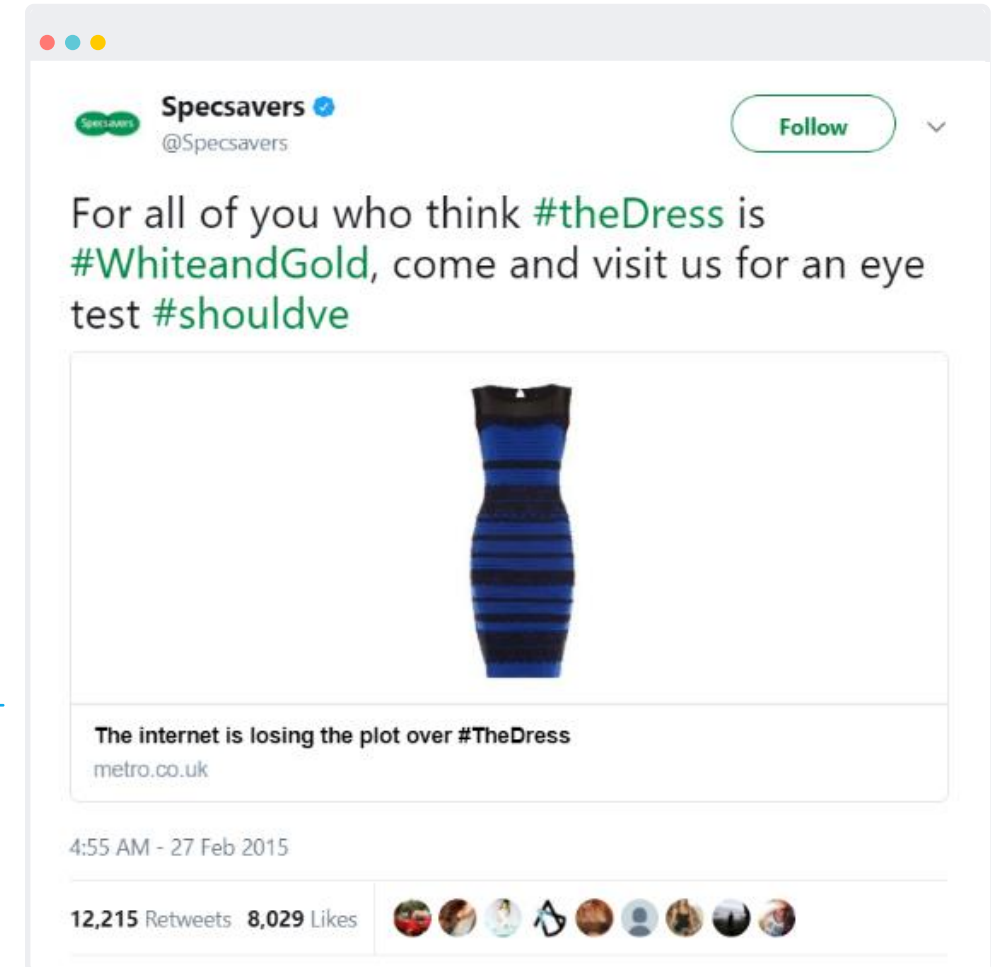 Specsavers
Specsavers
@Specsavers
Follow
For all of you who think #theDress is
#WhiteandGold, come and visit us for an eye
test #shouldve
The internet is losing the plot over #TheDress
metro.co.uk
4:55 AM - 27 Feb 2015
12,215 Retweets 8,029 Likes